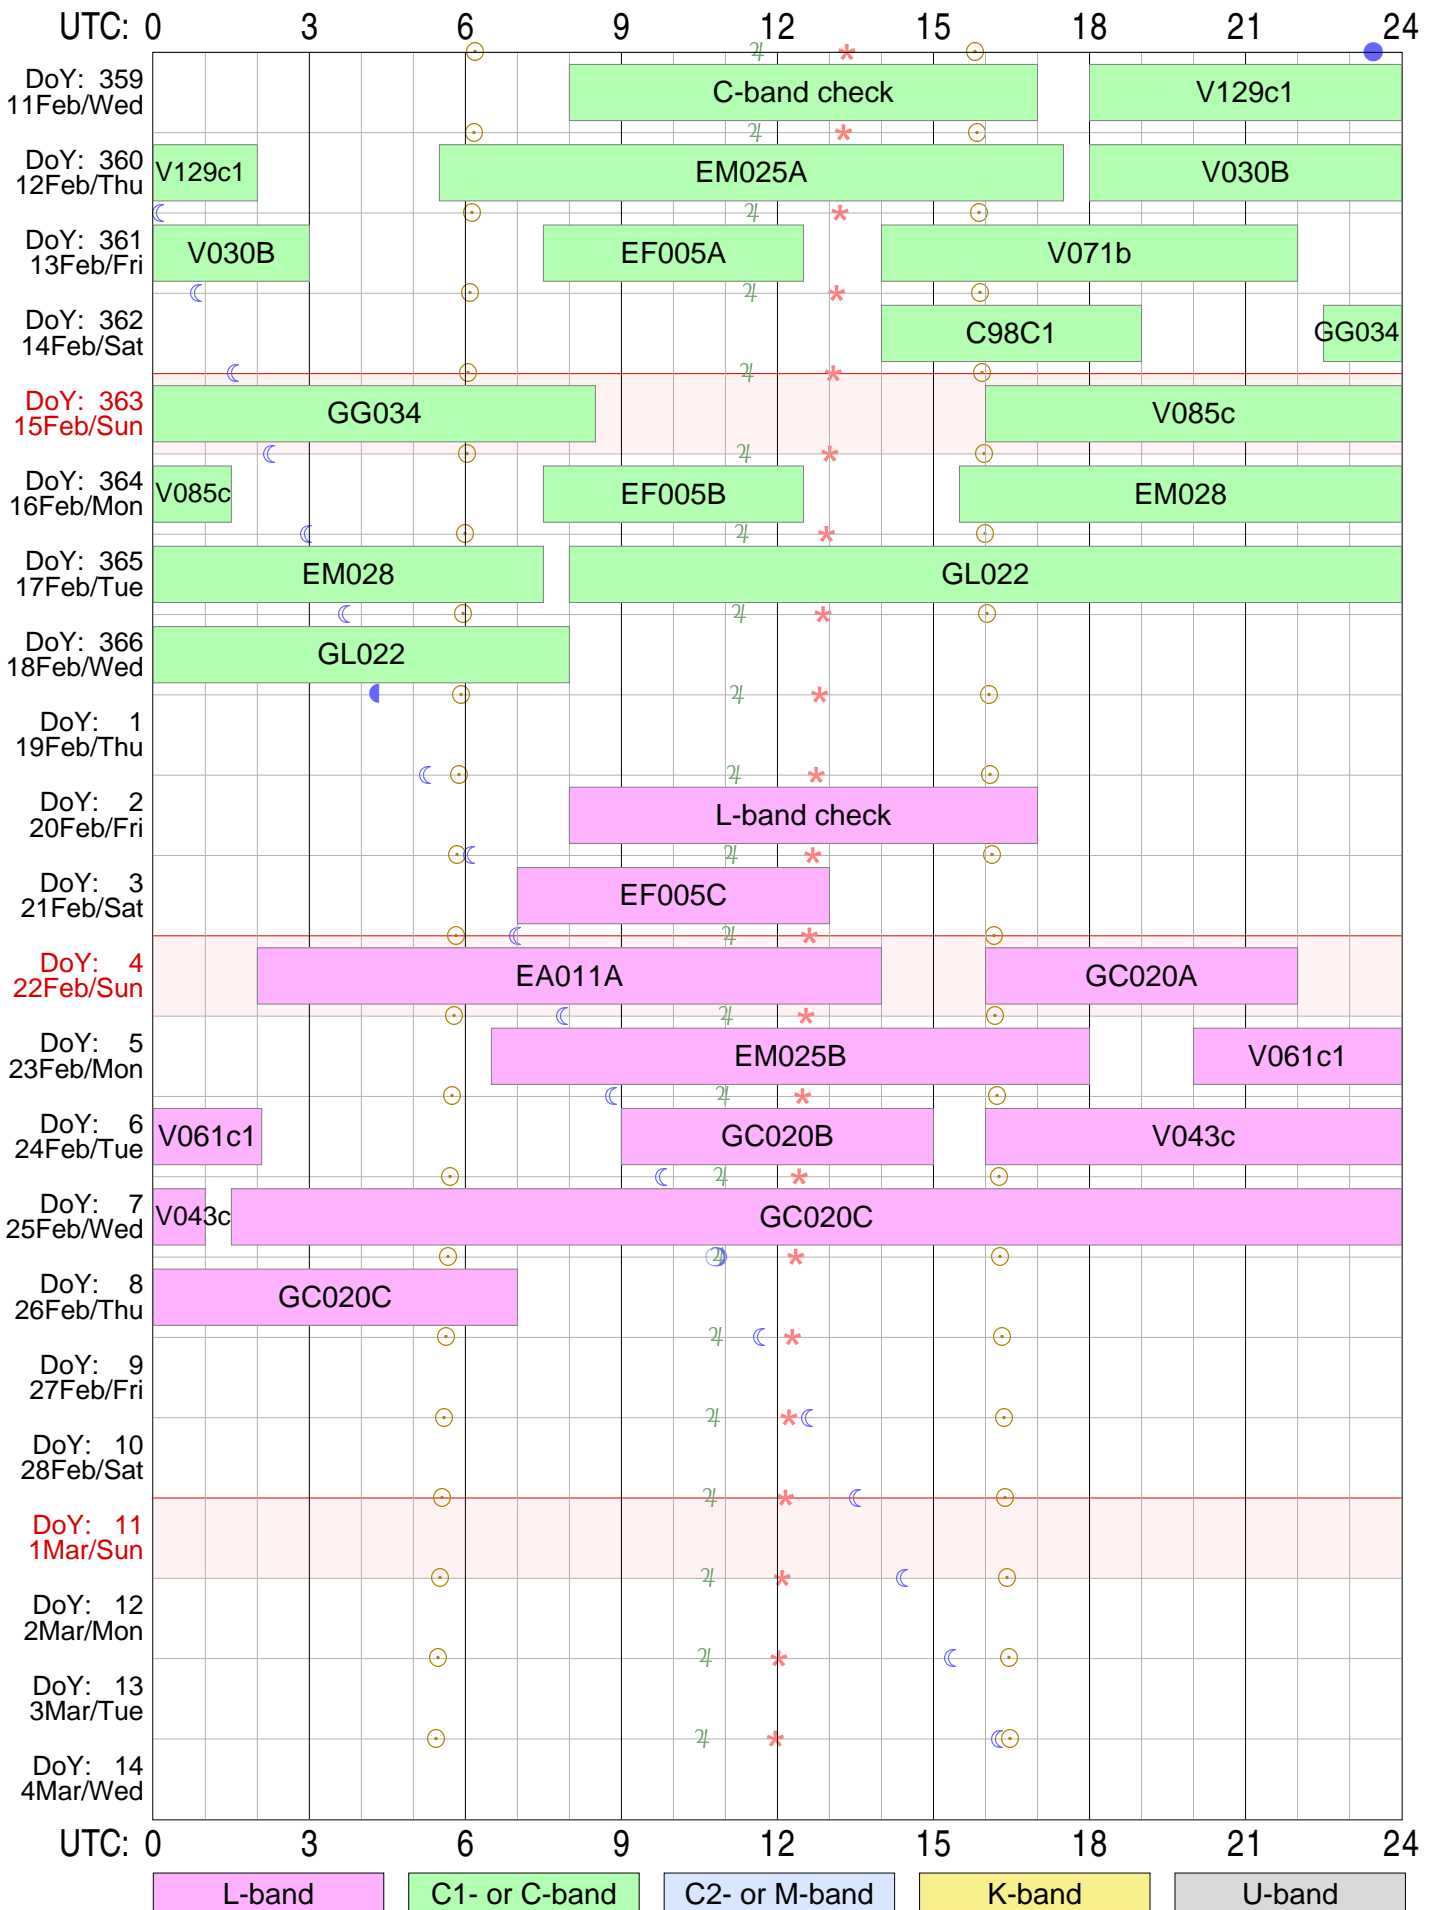 UTC: 0 3 6 9 12 15 18 21 24
DoY: 359
11Feb/Wed
C-band check V129c1
DoY: 360
12Feb/Thu
V129c1 EM025A V030B
DoY: 361
13Feb/Fri
V030B EF005A V071b
DoY: 362
14Feb/Sat
C98C1 GG034
DoY: 363
15Feb/Sun
GG034 V085c
DoY: 364
16Feb/Mon
V085c EF005B EM028
DoY: 365
17Feb/Tue
EM028 GL022
DoY: 366
18Feb/Wed
GL022
DoY: 1
19Feb/Thu
DoY: 2
20Feb/Fri
L-band check
DoY: 3
21Feb/Sat
EF005C
DoY: 4
22Feb/Sun
EA011A GC020A
DoY: 5
23Feb/Mon
EM025B V061c1
DoY: 6
24Feb/Tue
V061c1 GC020B V043c
DoY: 7
25Feb/Wed
V043c GC020C
DoY: 8
26Feb/Thu
GC020C
DoY: 9
27Feb/Fri
DoY: 10
28Feb/Sat
DoY: 11
1Mar/Sun
DoY: 12
2Mar/Mon
DoY: 13
3Mar/Tue
DoY: 14
4Mar/Wed
UTC: 0 3 6 9 12 15 18 21 24
L-band C1- or C-band C2- or M-band K-band U-band